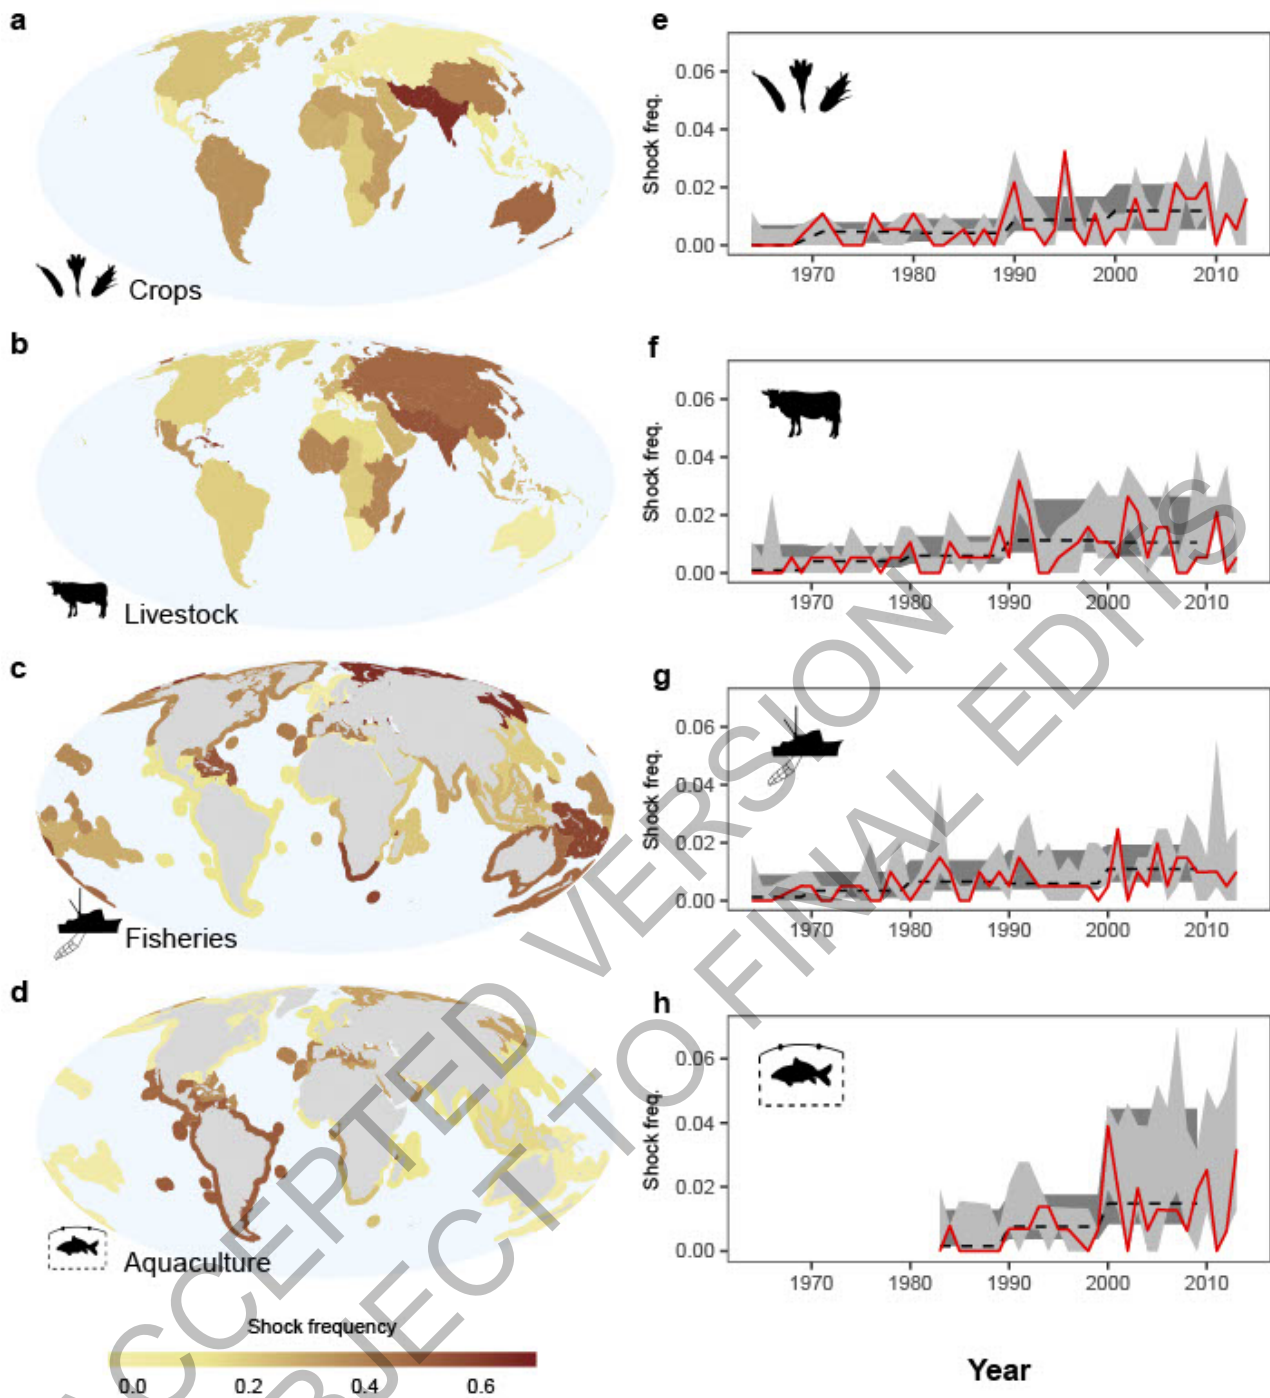 a
Crops
b
Livestock
c
Fisheries
d
Aquaculture
Shock frequency
0.0 0.2 0.4 0.6
e
Shock freq.
0.06
0.04
0.02
0.00
1970 1980 1990 2000 2010
f
Shock freq.
0.06
0.04
0.02
0.00
1970 1980 1990 2000 2010
g
Shock freq.
0.06
0.04
0.02
0.00
1970 1980 1990 2000 2010
h
Shock freq.
0.06
0.04
0.02
0.00
1970 1980 1990 2000 2010
Year
ACCEPTED VERSION
SUBJECT TO FINAL EDITS